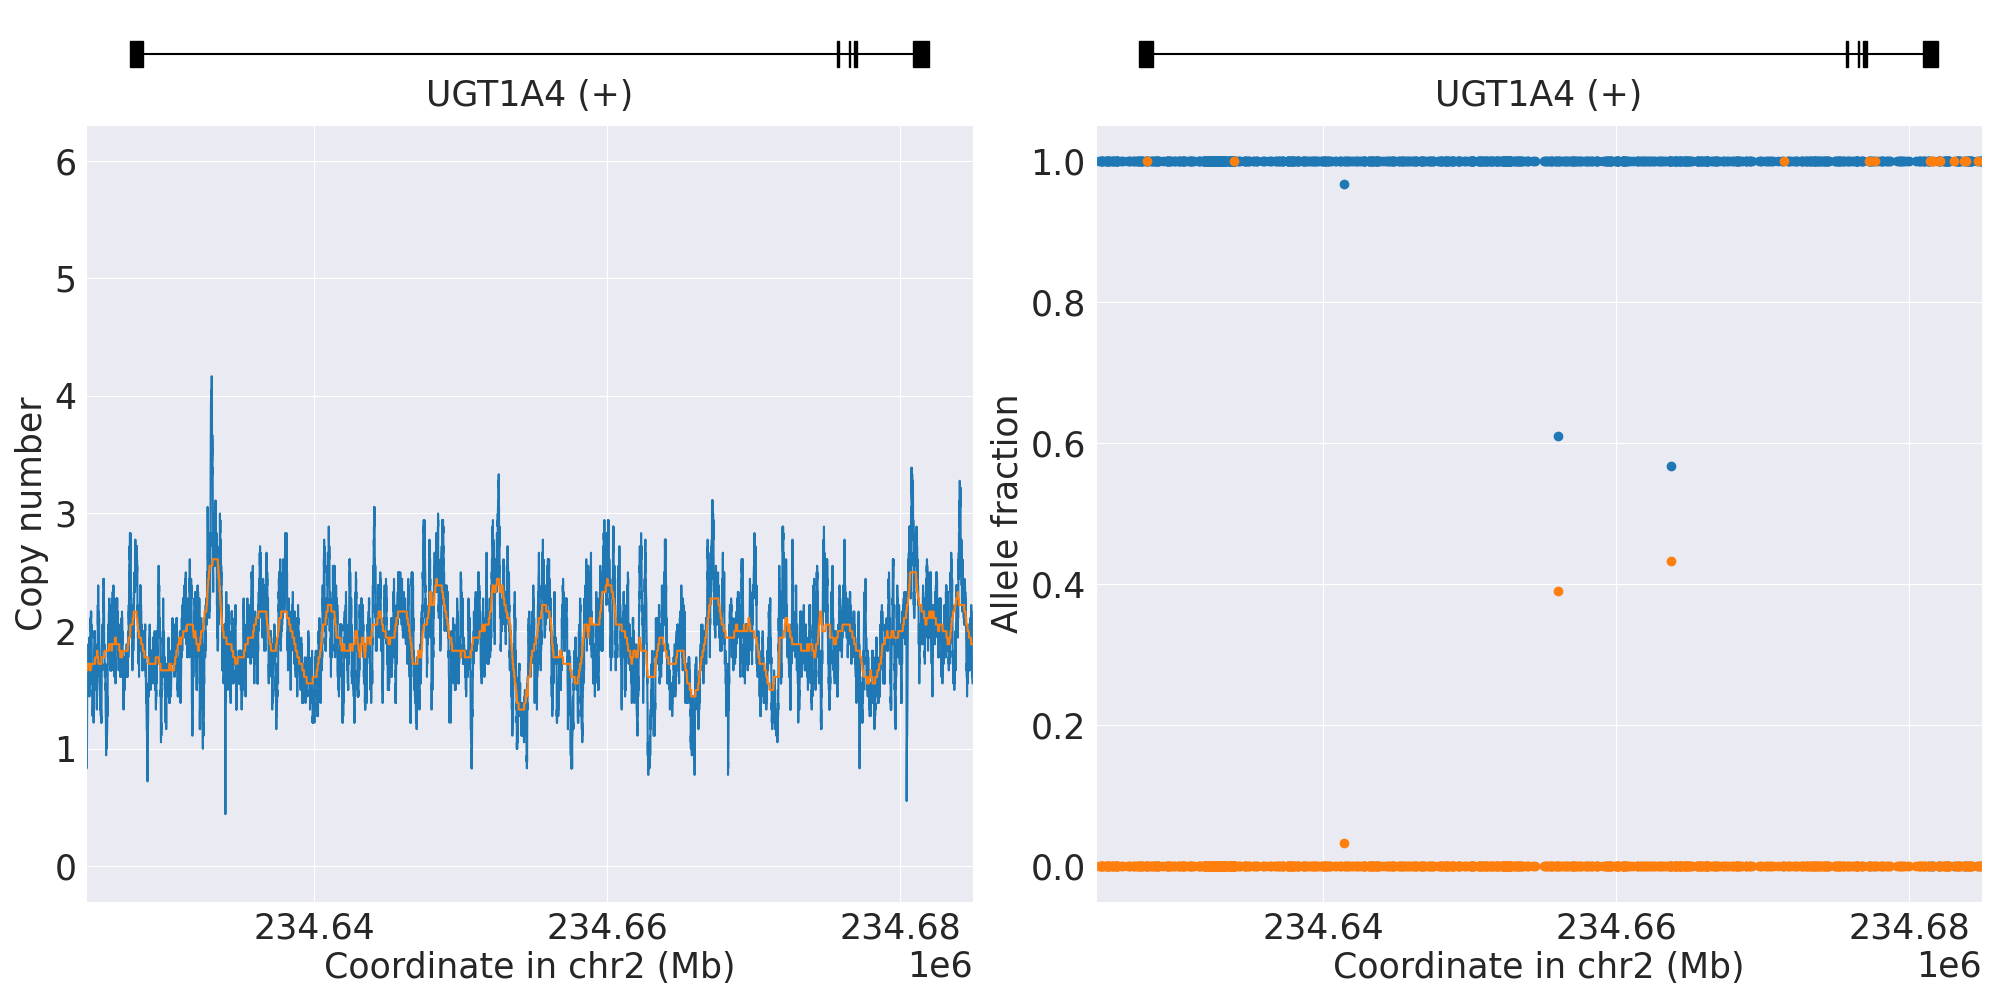 UGT1A4 (+)
6
5
4
3
2
1
0
Copy number
234.64
234.66
234.68
Coordinate in chr2 (Mb)
1e6
UGT1A4 (+)
1.0
0.8
0.6
0.4
0.2
0.0
Allele fraction
234.64
234.66
234.68
Coordinate in chr2 (Mb)
1e6